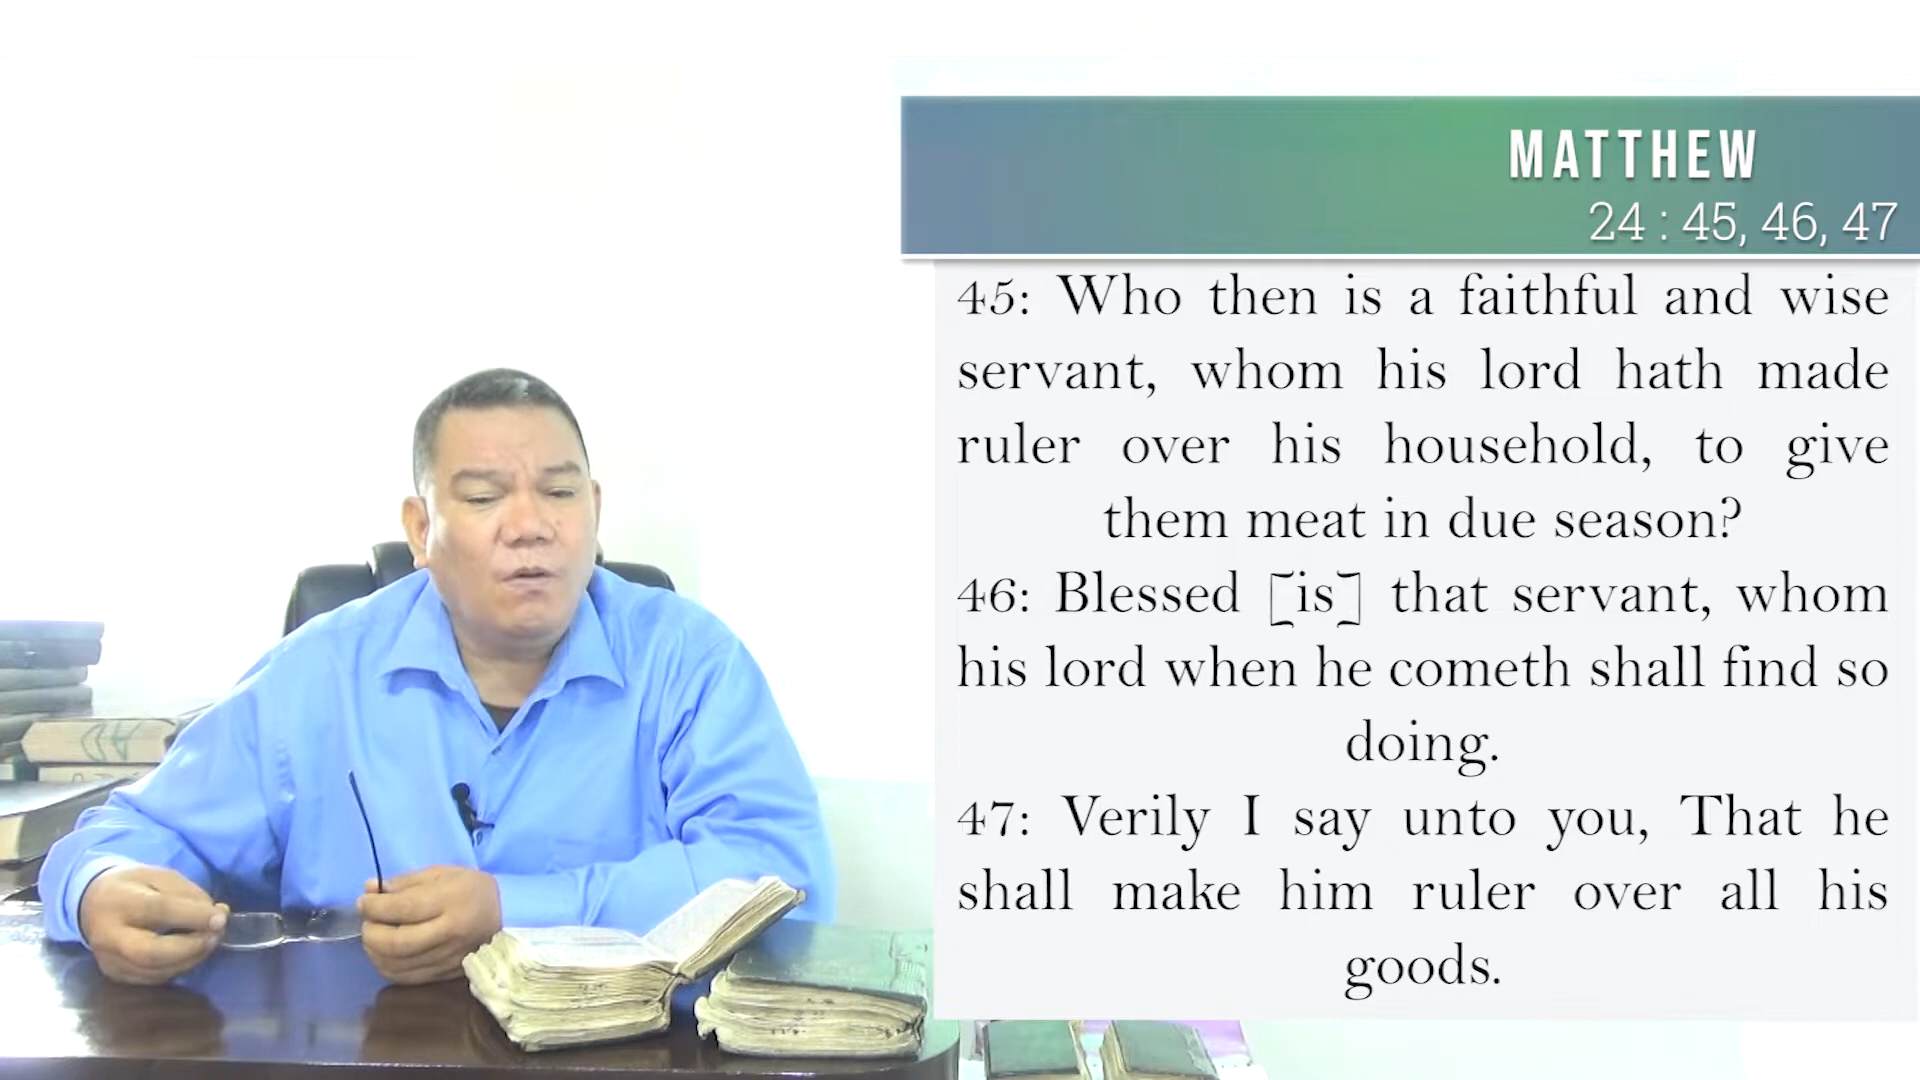 MATTHEW
24 : 45, 46, 47
45: Who then is a faithful and wise
servant, whom his lord hath made
ruler over his household, to give
them meat in due season?
46: Blessed [is] that servant, whom
his lord when he cometh shall find so
doing.
47: Verily I say unto you, That he
shall make him ruler over all his
goods.